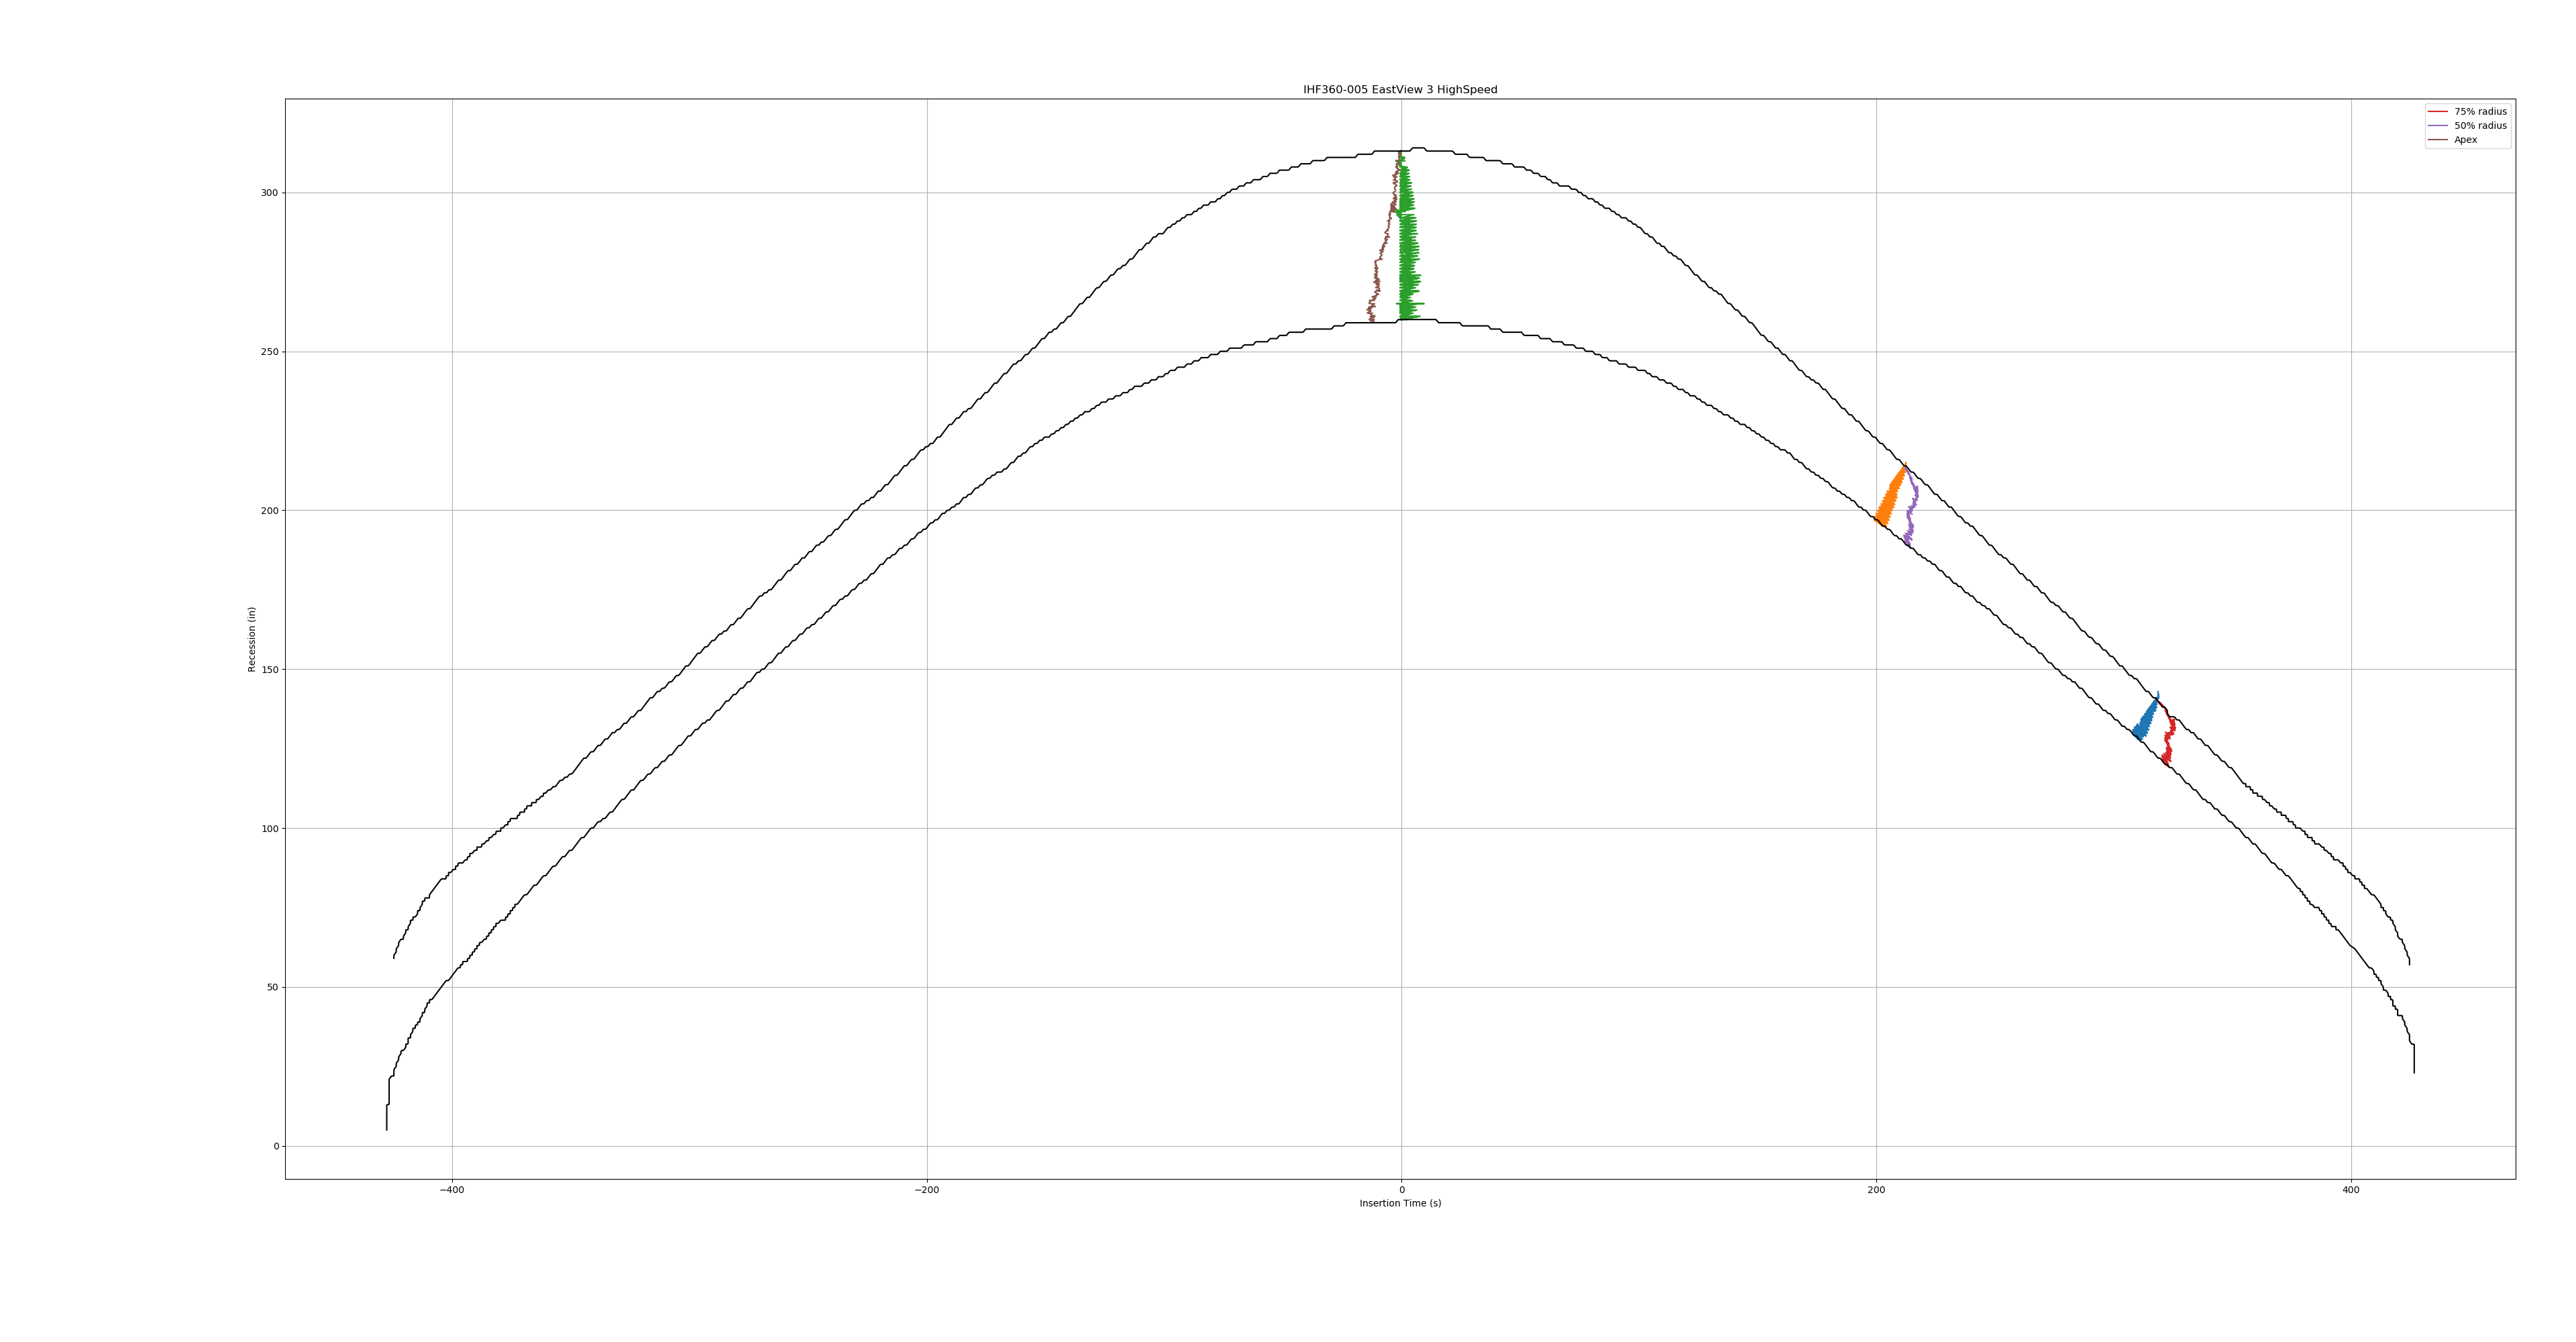 IHF360-005 EastView 3 HighSpeed
75% radius
50% radius
Apex
300
250
200
150
100
50
0
Recession (in)
−400
−200
0
200
400
Insertion Time (s)